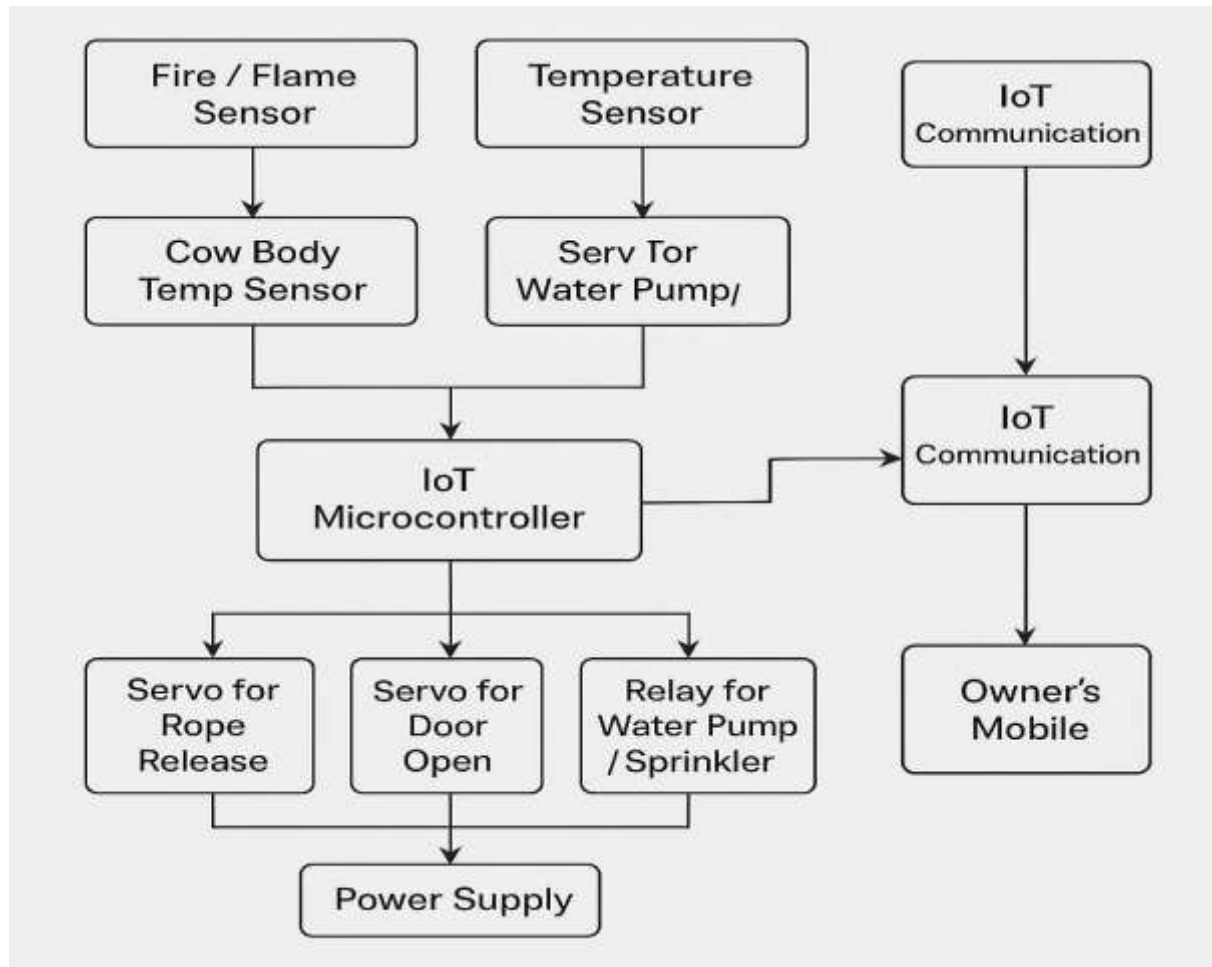 Fire / Flame
Sensor
Temperature
Sensor
IoT
Communication
Cow Body
Temp Sensor
Serv Tor
Water Pump/
IoT
Communication
IoT
Microcontroller
Servo for
Rope
Release
Servo for
Door
Open
Relay for
Water Pump
/Sprinkler
Owner's
Mobile
Power Supply